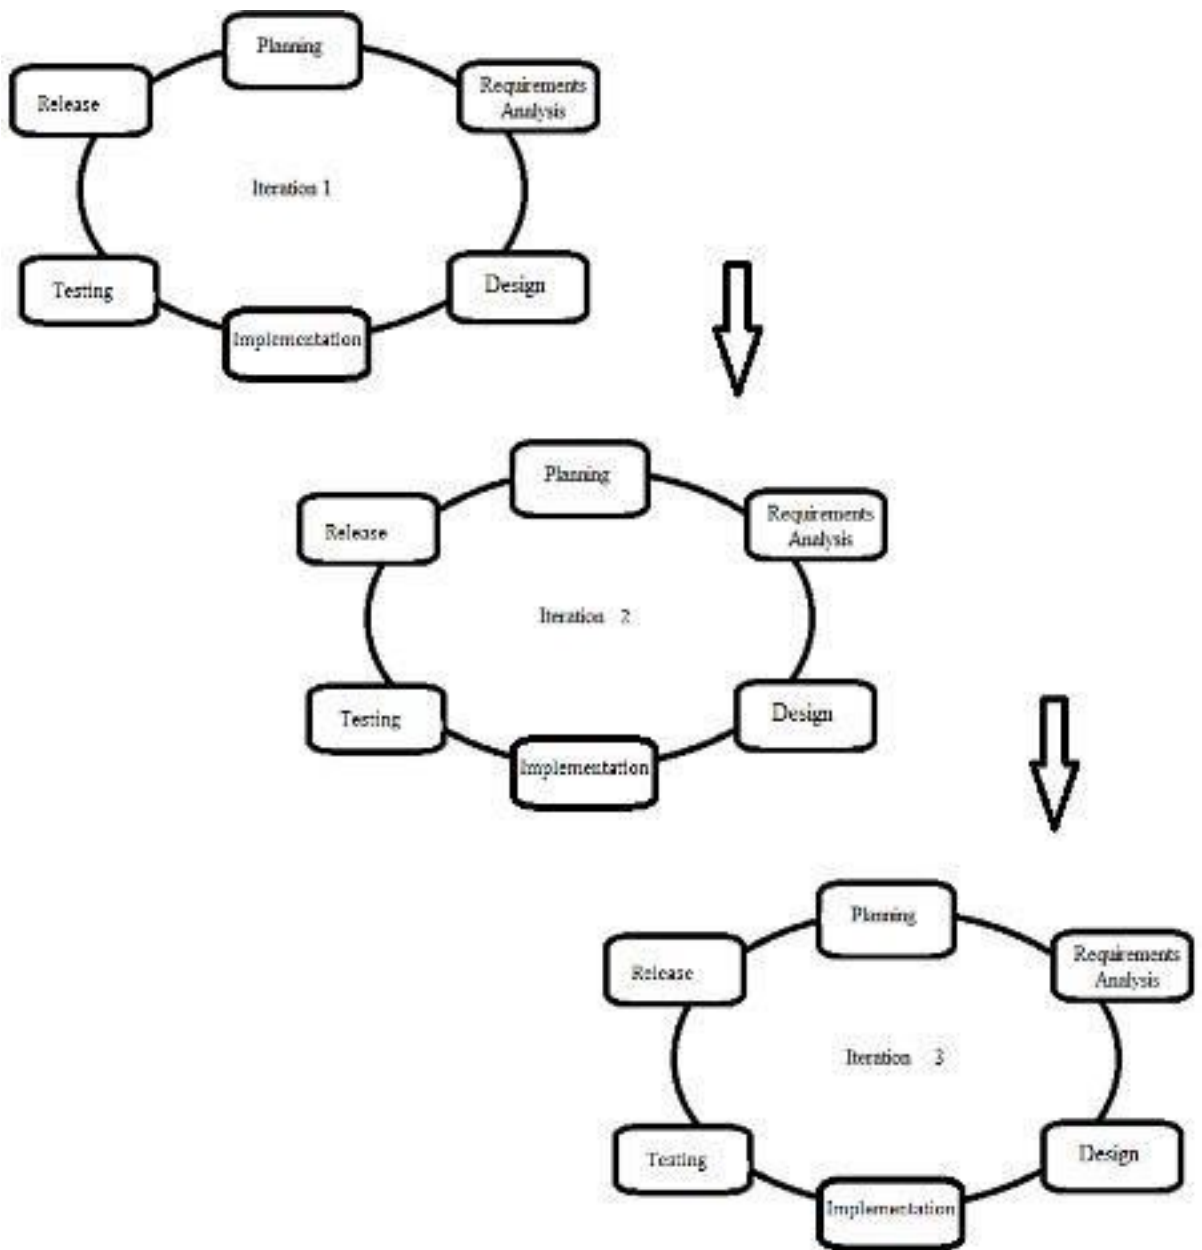 Planning
Release
Requirements
Analysis
Iteration 1
Testing
Design
Implementation
Planning
Release
Requirements
Analysis
Iteration 2
Testing
Design
Implementation
Planning
Release
Requirements
Analysis
Iteration 3
Testing
Design
Implementation